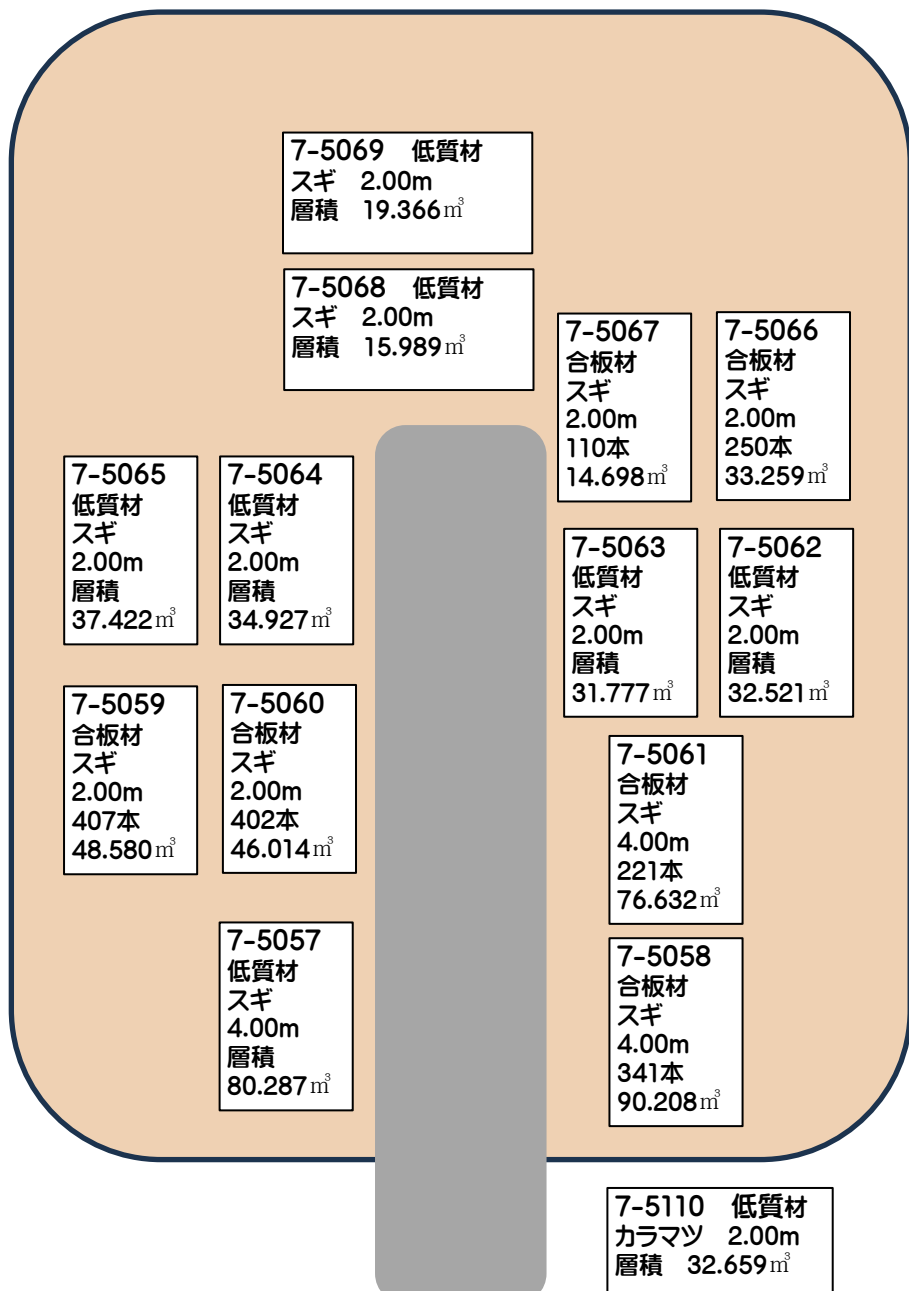 7-5069　低質材
スギ　2.00m
層積　19.366㎥
7-5068　低質材
スギ　2.00m
層積　15.989㎥
7-5067
合板材
スギ
2.00m
110本
14.698㎥
7-5066
合板材
スギ
2.00m
250本
33.259㎥
7-5065
低質材
スギ
2.00m
層積
37.422㎥
7-5064
低質材
スギ
2.00m
層積
34.927㎥
7-5063
低質材
スギ
2.00m
層積
31.777㎥
7-5062
低質材
スギ
2.00m
層積
32.521㎥
7-5059
合板材
スギ
2.00m
407本
48.580㎥
7-5060
合板材
スギ
2.00m
402本
46.014㎥
7-5061
合板材
スギ
4.00m
221本
76.632㎥
7-5057
低質材
スギ
4.00m
層積
80.287㎥
7-5058
合板材
スギ
4.00m
341本
90.208㎥
7-5110　低質材
カラマツ　2.00m
層積　32.659㎥